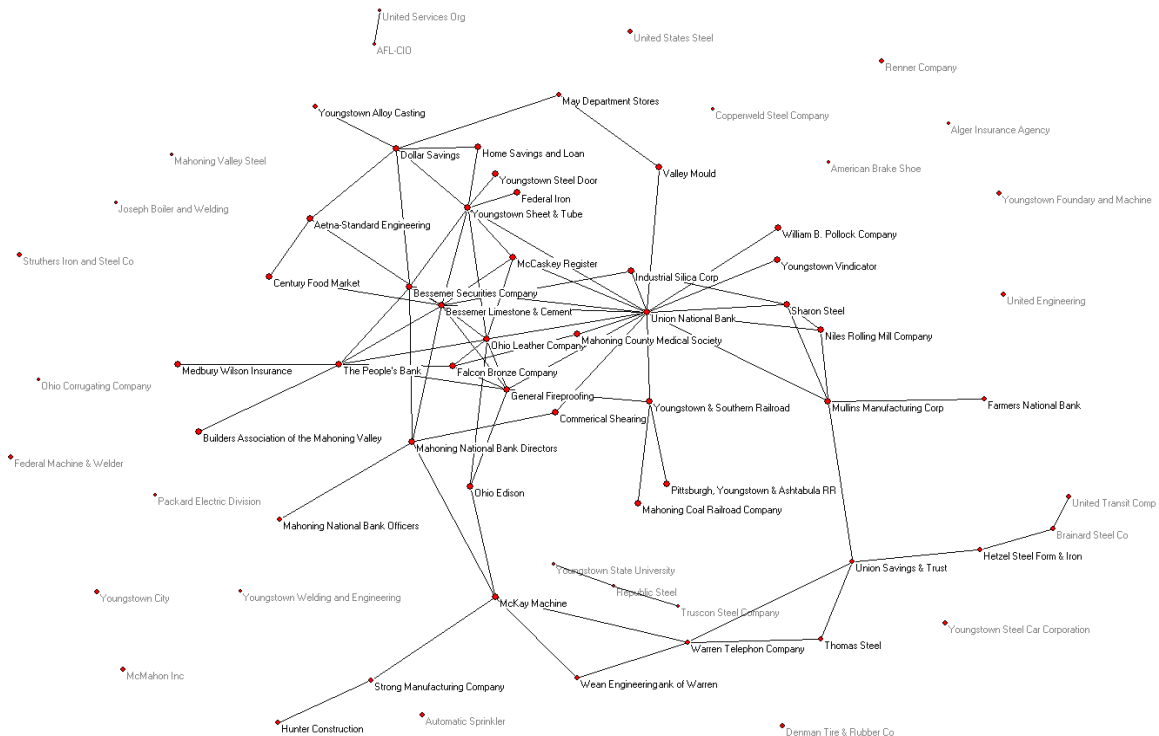 United Services Org
United States Steel
AFL-CIO
Renner Company
May Department Stores
Youngstown Alloy Casting
Copperweld Steel Company
Alger Insurance Agency
Mahoning Valley Steel
Dollar Savings
Home Savings and Loan
American Brake Shoe
Valley Mould
Youngstown Steel Door
Federal Iron
Youngstown Foundary and Machine
Joseph Boiler and Welding
Youngstown Sheet & Tube
Aetna-Standard Engineering
William B. Pollock Company
Struthers Iron and Steel Co
McCaskey Register
Youngstown Vindicator
Industrial Silica Corp
Century Food Market
Bessemer Securities Company
United Engineering
Bessemer Limestone & Cement
Sharon Steel
Union National Bank
Niles Rolling Mill Company
Mahoning County Medical Society
Ohio Leather Company
Medbury Wilson Insurance
The People's Bank
Falcon Bronze Company
Ohio Corrugating Company
General Fireproofing
Youngstown & Southern Railroad
Mullins Manufacturing Corp
Farmers National Bank
Commerical Shearing
Builders Association of the Mahoning Valley
Mahoning National Bank Directors
Federal Machine & Welder
Pittsburgh, Youngstown & Ashtabula RR
Ohio Edison
Packard Electric Division
United Transit Comp
Mahoning Coal Railroad Company
Mahoning National Bank Officers
Brainard Steel Co
Hetzel Steel Form & Iron
Youngstown State University
Union Savings & Trust
Republic Steel
Youngstown City
Youngstown Welding and Engineering
McKay Machine
Truscon Steel Company
Youngstown Steel Car Corporation
Warren Telephon Company
Thomas Steel
McMahon Inc
Strong Manufacturing Company
Wean Engineeringank of Warren
Automatic Sprinkler
Hunter Construction
Denman Tire & Rubber Co